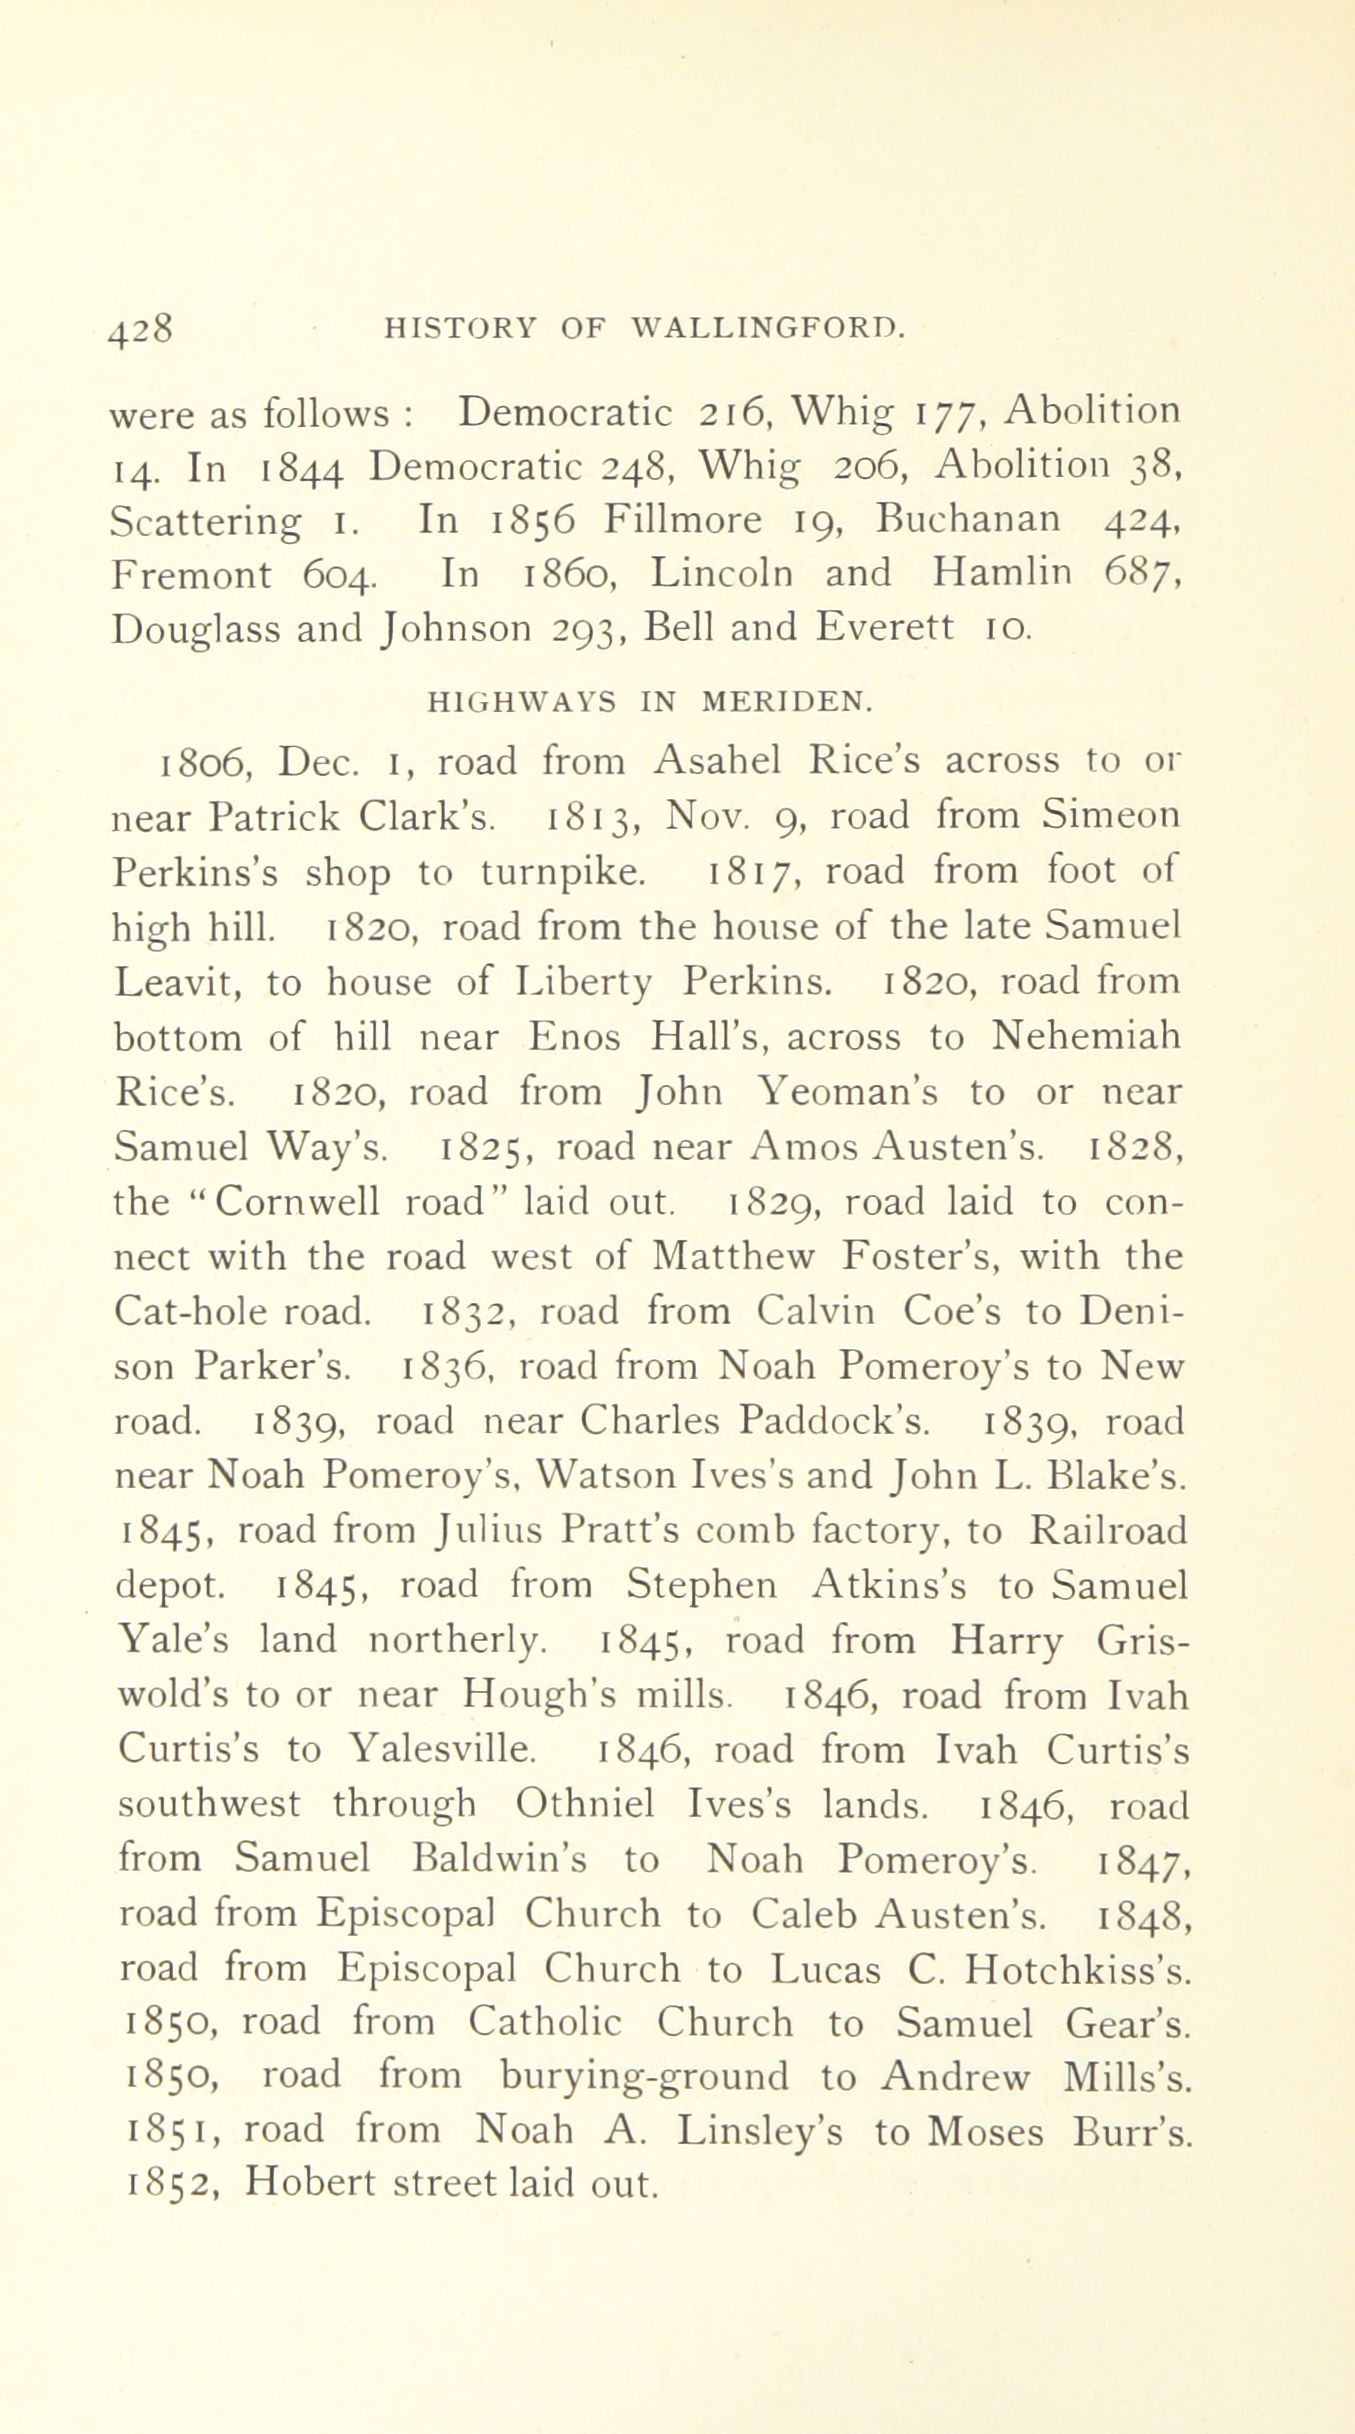 428 HISTORY OF WALLINGFORD.
were as follows : Democratic 216, Whig 177, Abolition
14. In 1844 Democratic 248, Whig 206, Abolition 38,
Scattering 1. In 1856 Fillmore 19, Buchanan 424,
Fremont 604. In 1860, Lincoln and Hamlin 687,
Douglass and Johnson 293, Bell and Everett 10.
HIGHWAYS IN MERIDEN.
1806, Dec. 1, road from Asahel Rice's across to or
near Patrick Clark's. 1813, Nov. 9, road from Simeon
Perkins's shop to turnpike. 1817, road from foot of
high hill. 1820, road from the house of the late Samuel
Leavit, to house of Liberty Perkins. 1820, road from
bottom of hill near Enos Hall's, across to Nehemiah
Rice's. 1820, road from John Yeoman's to or near
Samuel Way's. 1825, road near Amos Austen's. 1828,
the "Cornwell road" laid out. 1829, road laid to con-
nect with the road west of Matthew Foster's, with the
Cat-hole road. 1832, road from Calvin Coe's to Deni-
son Parker's. 1836, road from Noah Pomeroy's to New
road. 1839, road near Charles Paddock's. 1839, road
near Noah Pomeroy's, Watson Ives's and John L. Blake's.
1845, road from Julius Pratt's comb factory, to Railroad
depot. 1845, road from Stephen Atkins's to Samuel
Yale's land northerly. 1845, road from Harry Gris-
wold's to or near Hough's mills. 1846, road from Ivah
Curtis's to Yalesville. 1846, road from Ivah Curtis's
southwest through Othniel Ives's lands. 1846, road
from Samuel Baldwin's to Noah Pomeroy's. 1847,
road from Episcopal Church to Caleb Austen's. 1848,
road from Episcopal Church to Lucas C. Hotchkiss's.
1850, road from Catholic Church to Samuel Gear's.
1850, road from burying-ground to Andrew Mills's.
1851, road from Noah A. Linsley's to Moses Burr's.
1852, Hobert street laid out.